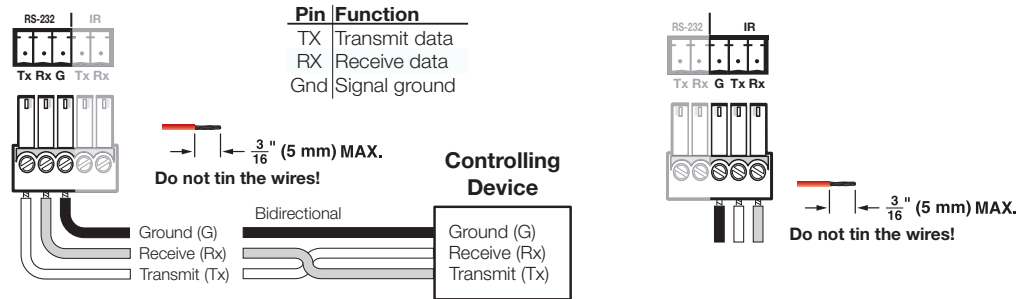 RS-232 IR
Tx Rx G Tx Rx
Pin Function
TX Transmit data
RX Receive data
Gnd Signal ground
3/16" (5 mm) MAX.
Do not tin the wires!
Controlling
Device
Bidirectional
Ground (G)
Receive (Rx)
Transmit (Tx)
Ground (G)
Receive (Rx)
Transmit (Tx)
RS-232 IR
Tx Rx G Tx Rx
3/16" (5 mm) MAX.
Do not tin the wires!